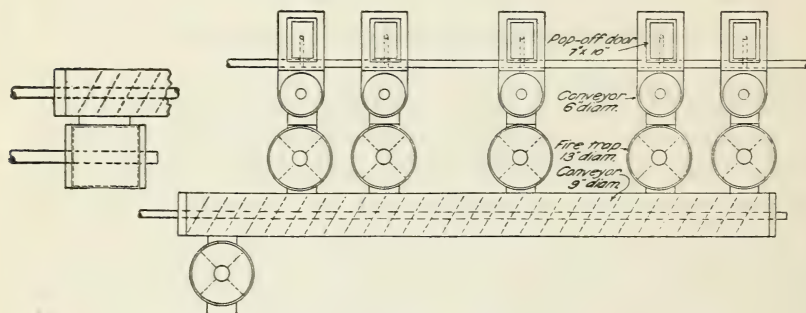 Pop-off door
7" x 10"
Conveyor
6" diam.
Fire trap
13" diam.
Conveyor
9" diam.